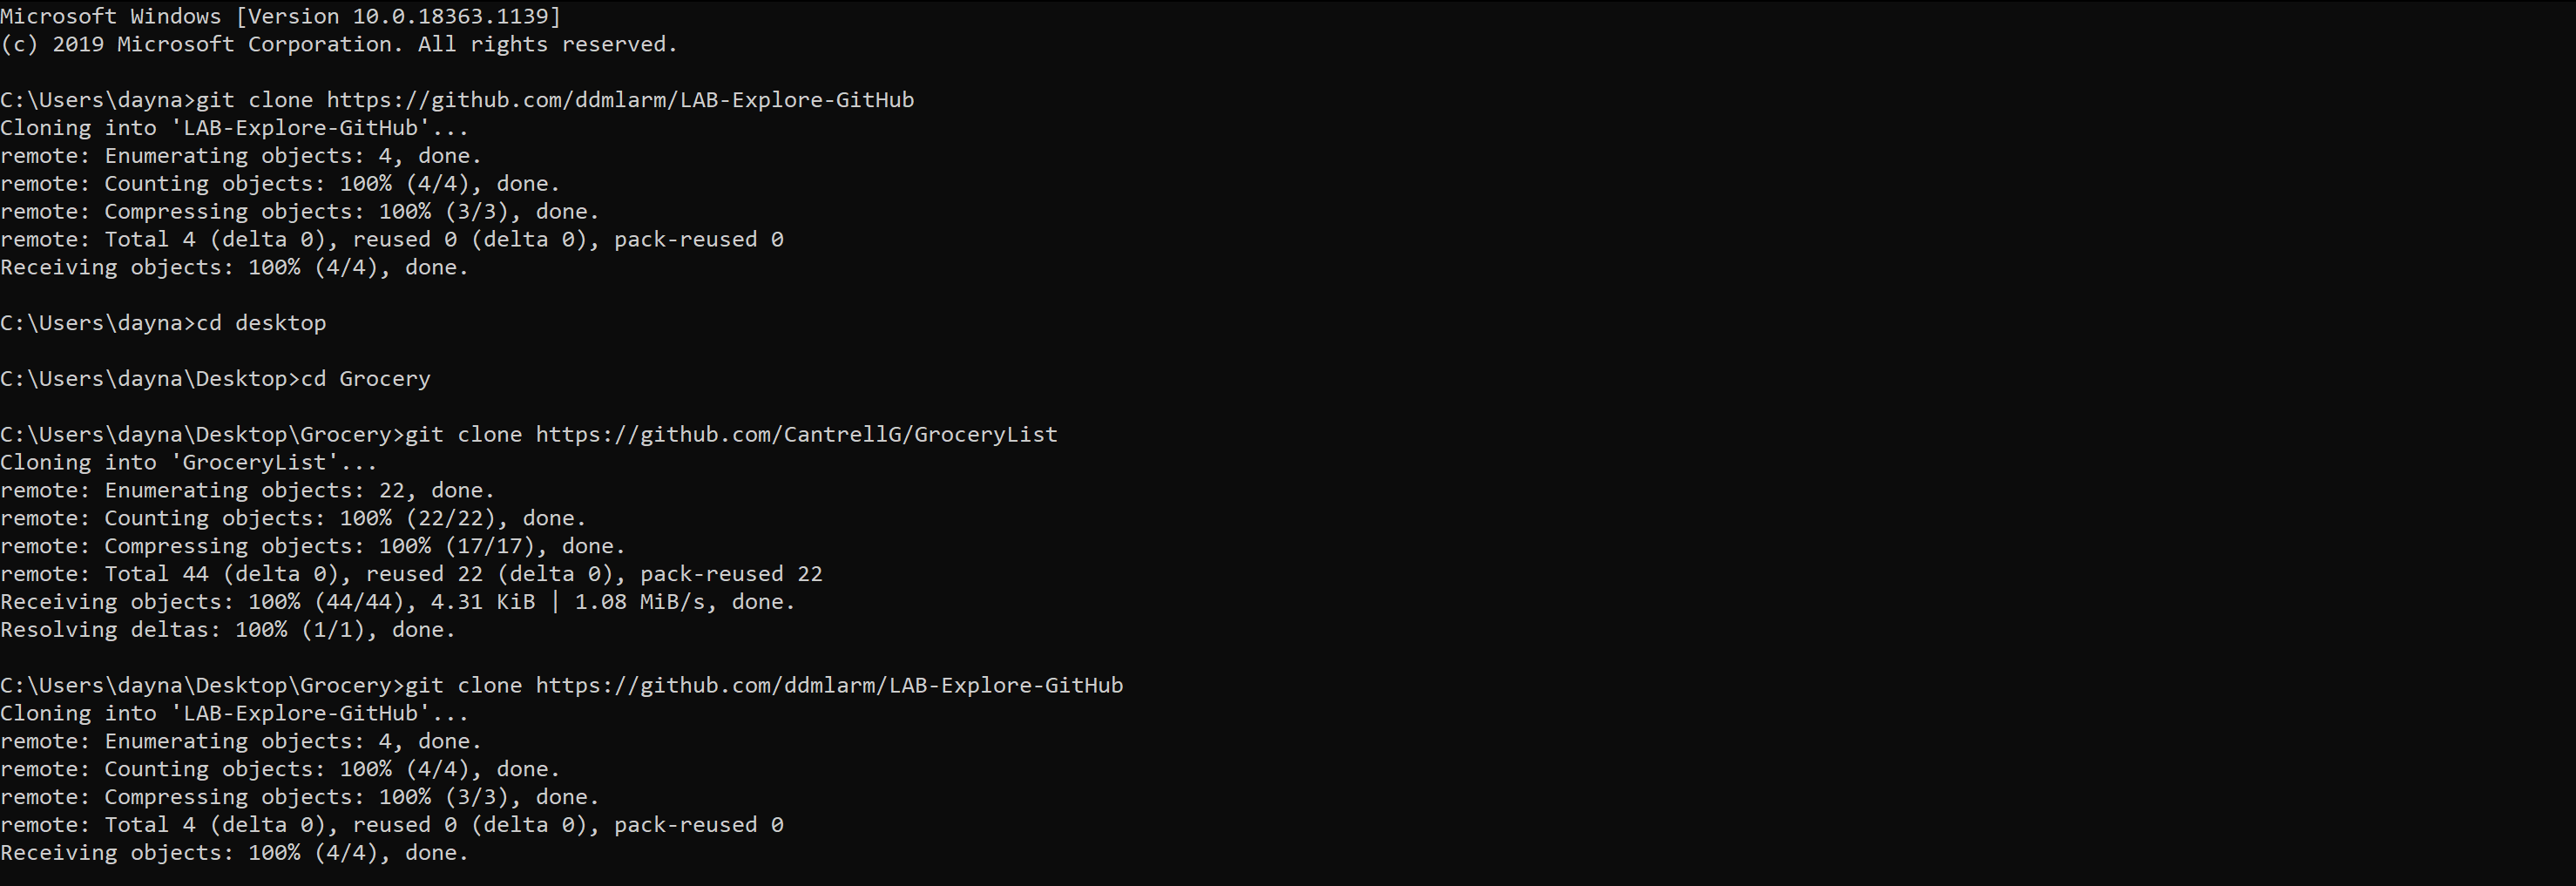 Microsoft Windows [Version 10.0.18363.1139]
(c) 2019 Microsoft Corporation. All rights reserved.
C:\Users\dayna>git clone https://github.com/ddmlarm/LAB-Explore-GitHub
Cloning into 'LAB-Explore-GitHub'...
remote: Enumerating objects: 4, done.
remote: Counting objects: 100% (4/4), done.
remote: Compressing objects: 100% (3/3), done.
remote: Total 4 (delta 0), reused 0 (delta 0), pack-reused 0
Receiving objects: 100% (4/4), done.
C:\Users\dayna>cd desktop
C:\Users\dayna\Desktop>cd Grocery
C:\Users\dayna\Desktop\Grocery>git clone https://github.com/CantrellG/GroceryList
Cloning into 'GroceryList'...
remote: Enumerating objects: 22, done.
remote: Counting objects: 100% (22/22), done.
remote: Compressing objects: 100% (17/17), done.
remote: Total 44 (delta 0), reused 22 (delta 0), pack-reused 22
Receiving objects: 100% (44/44), 4.31 KiB | 1.08 MiB/s, done.
Resolving deltas: 100% (1/1), done.
C:\Users\dayna\Desktop\Grocery>git clone https://github.com/ddmlarm/LAB-Explore-GitHub
Cloning into 'LAB-Explore-GitHub'...
remote: Enumerating objects: 4, done.
remote: Counting objects: 100% (4/4), done.
remote: Compressing objects: 100% (3/3), done.
remote: Total 4 (delta 0), reused 0 (delta 0), pack-reused 0
Receiving objects: 100% (4/4), done.